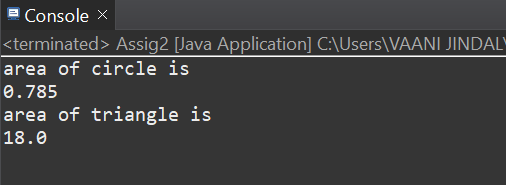 Console
<terminated> Assig2 [Java Application] C:\Users\VAANI JINDAL\
area of circle is
0.785
area of triangle is
18.0